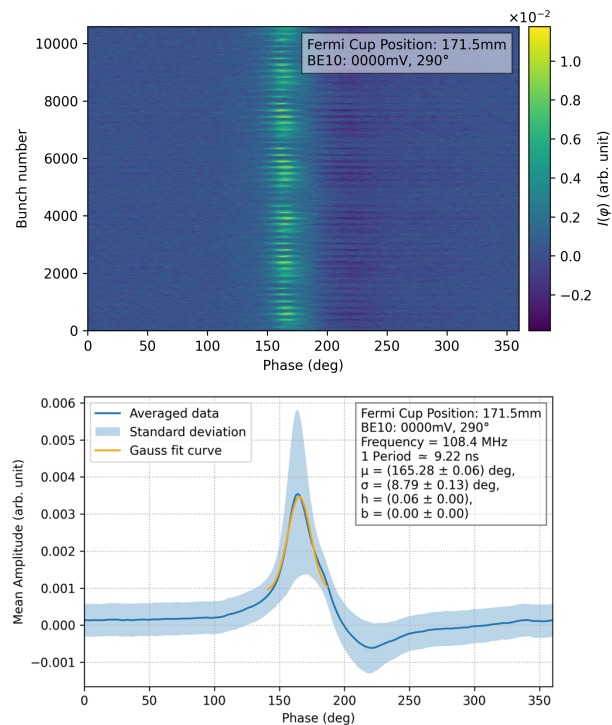 ×10⁻²
Fermi Cup Position: 171.5mm
BE10: 0000mV, 290°
10000
8000
6000
4000
2000
0
Bunch number
0 50 100 150 200 250 300 350
Phase (deg)
1.0
0.8
0.6
0.4
0.2
0.0
−0.2
I(φ) (arb. unit)
0.006
0.005
0.004
0.003
0.002
0.001
0.000
−0.001
Mean Amplitude (arb. unit)
Averaged data
Standard deviation
Gauss fit curve
Fermi Cup Position: 171.5mm
BE10: 0000mV, 290°
Frequency = 108.4 MHz
1 Period ≃ 9.22 ns
μ = (165.28 ± 0.06) deg,
σ = (8.79 ± 0.13) deg,
h = (0.06 ± 0.00),
b = (0.00 ± 0.00)
0 50 100 150 200 250 300 350
Phase (deg)